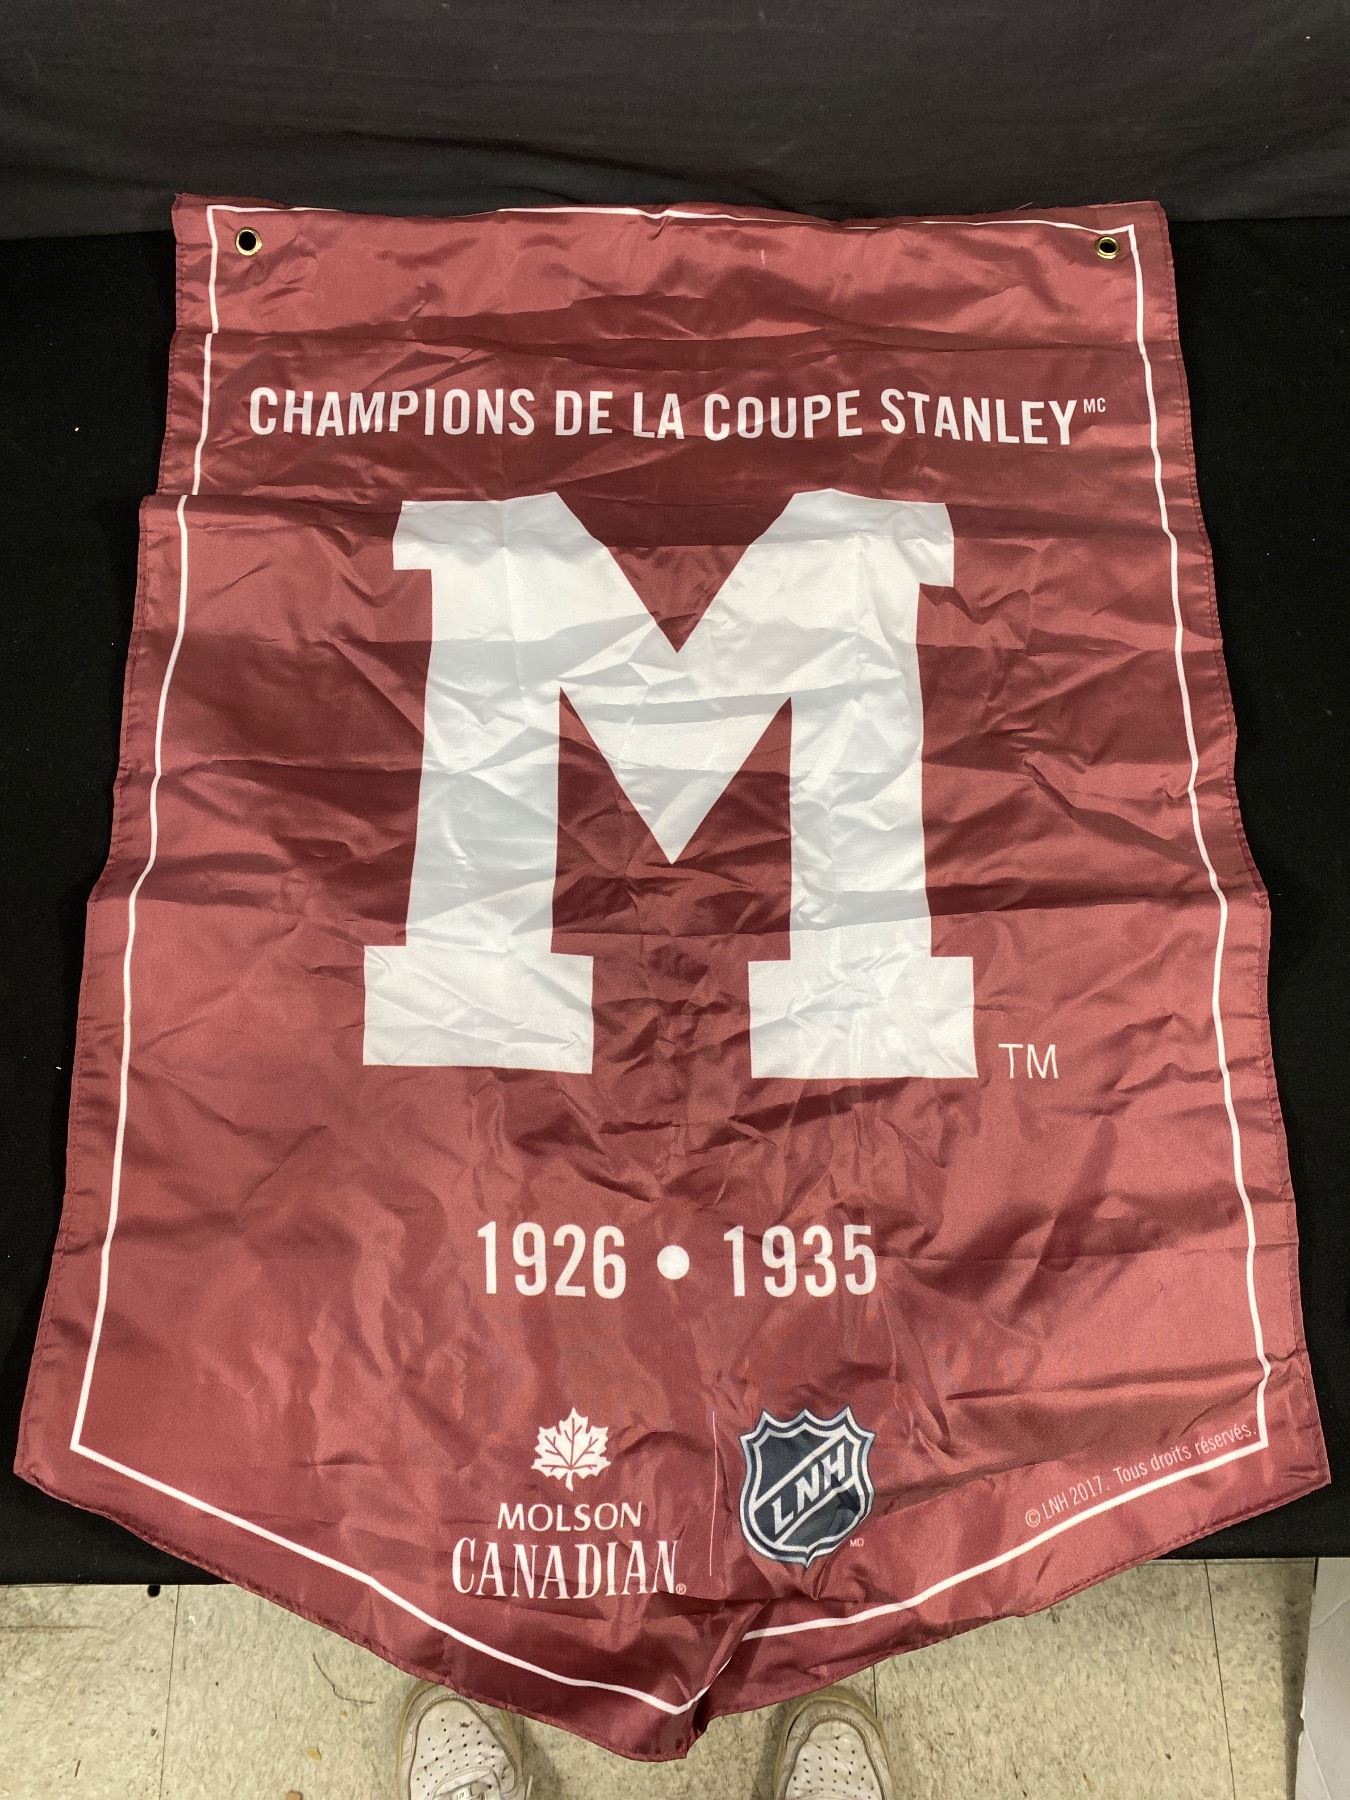 CHAMPIONS DE LA COUPE STANLEY MC
M
TM
1926 • 1935
MOLSON
CANADIAN®
LNH
MD
© LNH 2017. Tous droits réservés.